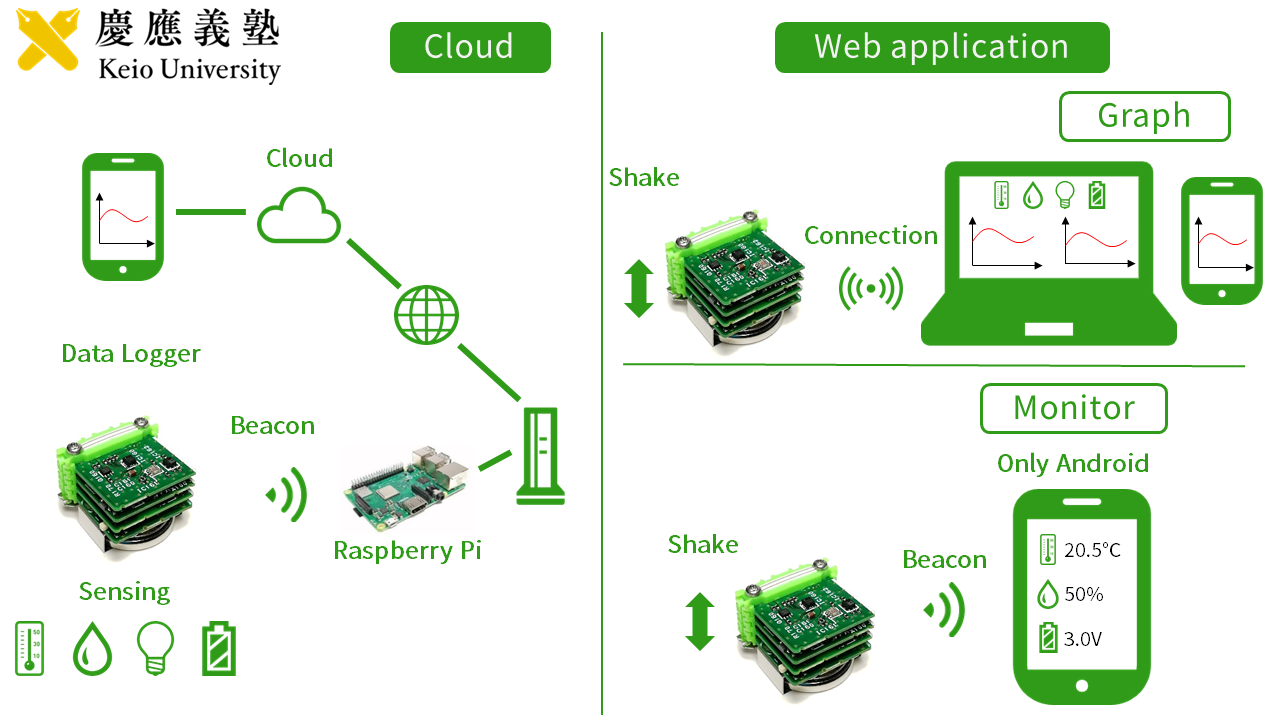 慶應義塾
Keio University
Cloud
Cloud
Data Logger
Beacon
Raspberry Pi
Sensing
50
30
10
Web application
Graph
Shake
Connection
Monitor
Only Android
Shake
Beacon
20.5°C
50%
3.0V